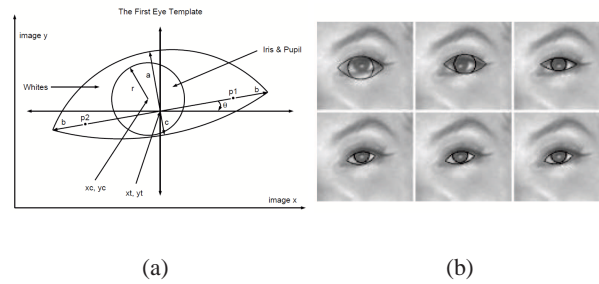 The First Eye Template
image y
Iris & Pupil
Whites
a
r
p1
b
θ
p2
b
c
xc, yc
xt, yt
image x
(a)
(b)